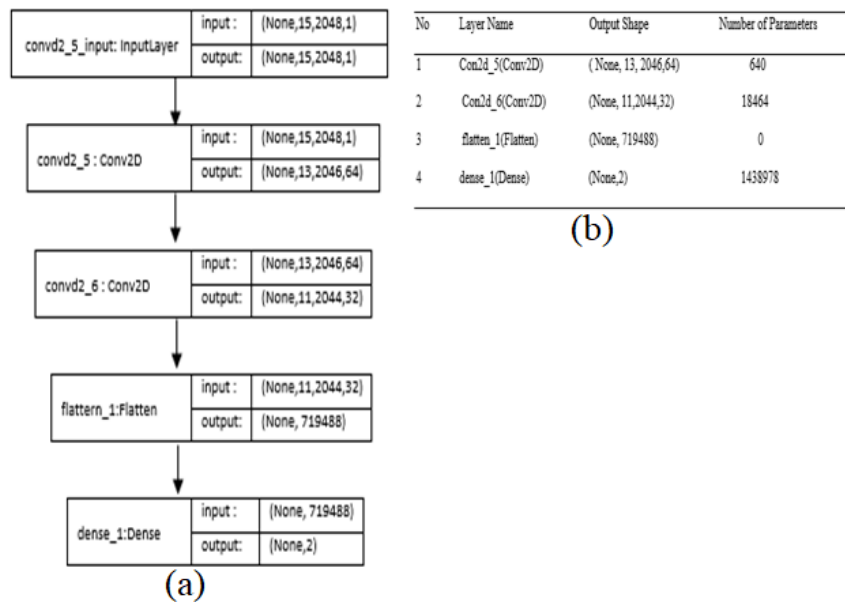 convd2_5_input: InputLayer
input : (None,15,2048,1)
output: (None,15,2048,1)
convd2_5 : Conv2D
input : (None,15,2048,1)
output: (None,13,2046,64)
convd2_6 : Conv2D
input : (None,13,2046,64)
output: (None,11,2044,32)
flattern_1:Flatten
input : (None,11,2044,32)
output: (None, 719488)
dense_1:Dense
input : (None, 719488)
output: (None,2)
(a)
No Layer Name Output Shape Number of Parameters
1 Con2d_5(Conv2D) ( None, 13, 2046,64) 640
2 Con2d_6(Conv2D) (None, 11,2044,32) 18464
3 flatten_1(Flatten) (None, 719488) 0
4 dense_1(Dense) (None,2) 1438978
(b)